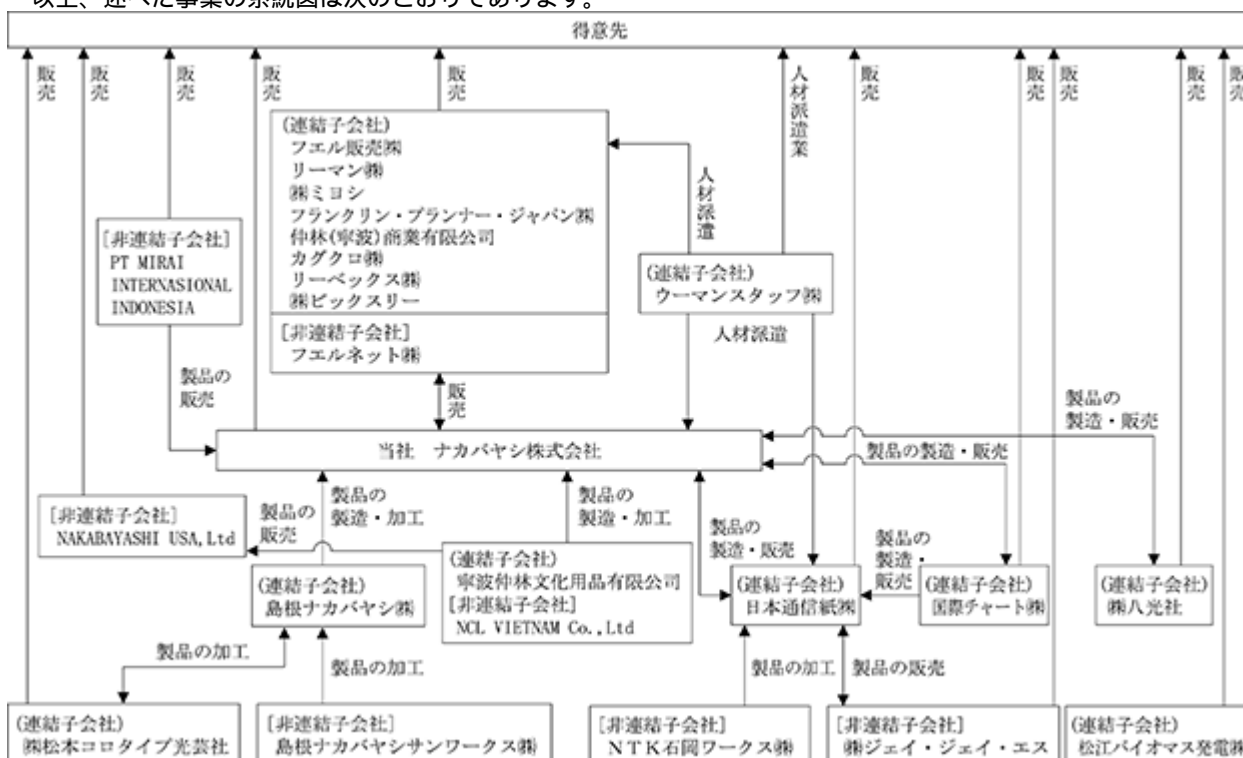 以上、述べた事業の系統図は次のとおりであります。
得意先
販売
販売
販売
販売
販売
人材派遣業
販売
販売
販売
販売
販売
(連結子会社)
フエル販売㈱
リーマン㈱
㈱ミヨシ
フランクリン・プランナー・ジャパン㈱
仲林(寧波)商業有限公司
カグクロ㈱
リーベックス㈱
㈱ビックスリー
[非連結子会社]
フエルネット㈱
人材派遣
[非連結子会社]
PT MIRAI
INTERNASIONAL
INDONESIA
(連結子会社)
ウーマンスタッフ㈱
人材派遣
製品の
販売
販売
製品の
製造・販売
当社 ナカバヤシ株式会社
製品の製造・販売
[非連結子会社]
NAKABAYASHI USA,Ltd
製品の
販売
製品の
製造・加工
製品の
製造・加工
製品の
製造・販売
製品の
製造・
販売
(連結子会社)
島根ナカバヤシ㈱
(連結子会社)
寧波仲林文化用品有限公司
[非連結子会社]
NCL VIETNAM Co.,Ltd
(連結子会社)
日本通信紙㈱
(連結子会社)
国際チャート㈱
(連結子会社)
㈱八光社
製品の加工
製品の加工
製品の加工
製品の販売
(連結子会社)
㈱松本コロタイプ光芸社
[非連結子会社]
島根ナカバヤシサンワークス㈱
[非連結子会社]
NTK石岡ワークス㈱
[非連結子会社]
㈱ジェイ・ジェイ・エス
(連結子会社)
松江バイオマス発電㈱